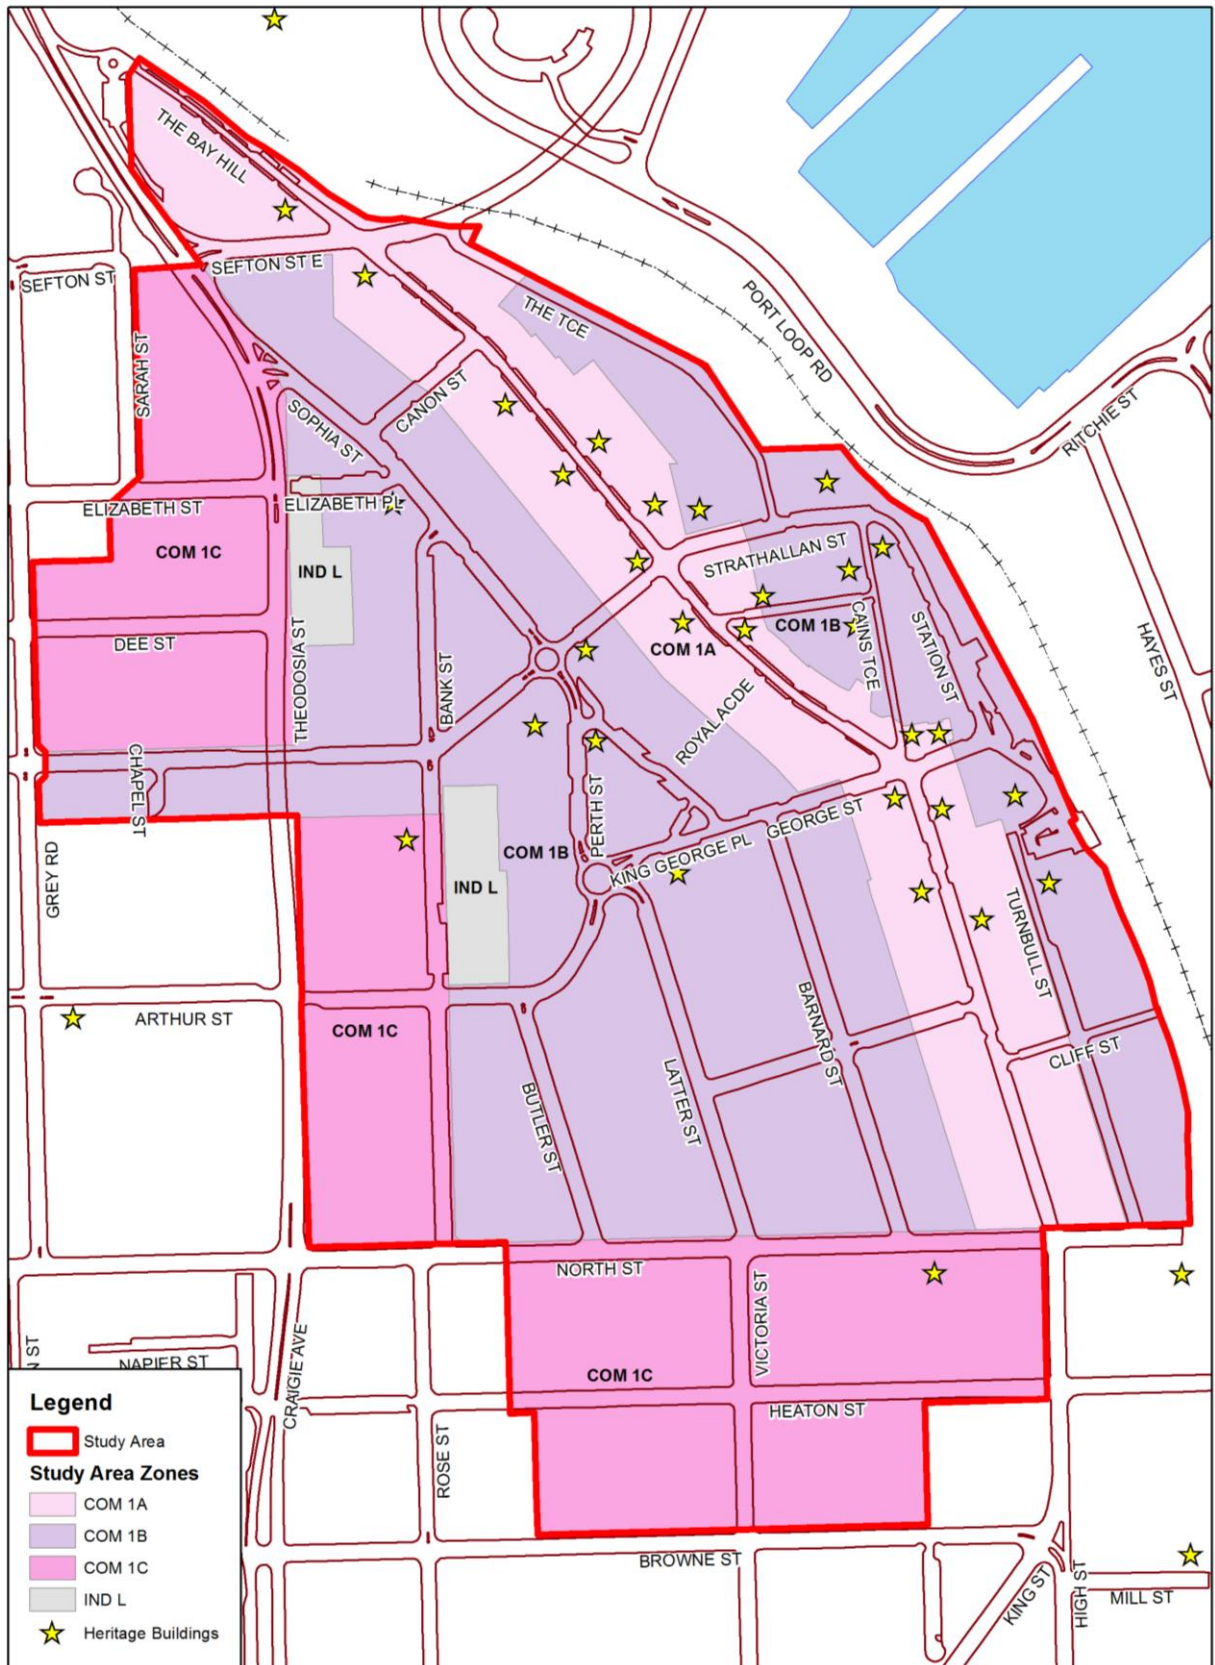 THE BAY HILL
SEFTON ST E
SEFTON ST
THE TCE
PORT LOOP RD
SARAH ST
CANON ST
SOPHIA ST
RITCHIE ST
ELIZABETH ST
ELIZABETH PL
COM 1C
IND L
STRATHALLAN ST
COM 1B
CAINS TCE
STATION ST
HAYES ST
DEE ST
THEODOSIA ST
BANK ST
COM 1A
ROYAL ACDE
CHAPEL ST
PERTH ST
GEORGE ST
KING GEORGE PL
COM 1B
IND L
GREY RD
TURNBULL ST
ARTHUR ST
COM 1C
BARNARD ST
CLIFF ST
BUTLER ST
LATTER ST
NORTH ST
VICTORIA ST
NAPIER ST
N ST
CRAIGIE AVE
COM 1C
HEATON ST
ROSE ST
BROWNE ST
KING ST
HIGH ST
MILL ST
Legend
Study Area
Study Area Zones
COM 1A
COM 1B
COM 1C
IND L
Heritage Buildings